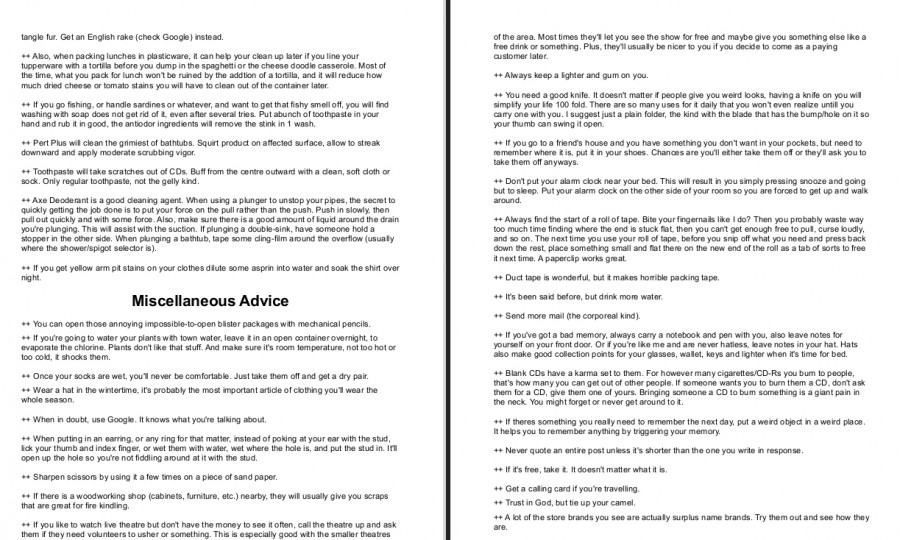 tangle fur. Get an English rake (check Google) instead.
++ Also, when packing lunches in plasticware, it can help your clean up later if you line your
tupperware with a tortilla before you dump in the spaghetti or the cheese doodle casserole. Most of
the time, what you pack for lunch won't be ruined by the addtion of a tortilla, and it will reduce how
much dried cheese or tomato stains you will have to clean out of the container later.
++ If you go fishing, or handle sardines or whatever, and want to get that fishy smell off, you will find
washing with soap does not get rid of it, even after several tries. Put abunch of toothpaste in your
hand and rub it in good, the antiodor ingredients will remove the stink in 1 wash.
++ Pert Plus will clean the grimiest of bathtubs. Squirt product on affected surface, allow to streak
downward and apply moderate scrubbing vigor.
++ Toothpaste will take scratches out of CDs. Buff from the centre outward with a clean, soft cloth or
sock. Only regular toothpaste, not the gelly kind.
++ Axe Deoderant is a good cleaning agent. When using a plunger to unstop your pipes, the secret to
quickly getting the job done is to put your force on the pull rather than the push. Push in slowly, then
pull out quickly and with some force. Also, make sure there is a good amount of liquid around the drain
you're plunging. This will assist with the suction. If plunging a double-sink, have someone hold a
stopper in the other side. When plunging a bathtub, tape some cling-film around the overflow (usually
where the shower/spigot selector is).
++ If you get yellow arm pit stains on your clothes dilute some asprin into water and soak the shirt over
night.
Miscellaneous Advice
++ You can open those annoying impossible-to-open blister packages with mechanical pencils.
++ If you're going to water your plants with town water, leave it in an open container overnight, to
evaporate the chlorine. Plants don't like that stuff. And make sure it's room temperature, not too hot or
too cold, it shocks them.
++ Once your socks are wet, you'll never be comfortable. Just take them off and get a dry pair.
++ Wear a hat in the wintertime, it's probably the most important article of clothing you'll wear the
whole season.
++ When in doubt, use Google. It knows what you're talking about.
++ When putting in an earring, or any ring for that matter, instead of poking at your ear with the stud,
lick your thumb and index finger, or wet them with water, wet where the hole is, and put the stud in. It'll
open up the hole so you're not fiddling around at it with the stud.
++ Sharpen scissors by using it a few times on a piece of sand paper.
++ If there is a woodworking shop (cabinets, furniture, etc.) nearby, they will usually give you scraps
that are great for fire kindling.
++ If you like to watch live theatre but don't have the money to see it often, call the theatre up and ask
them if they need volunteers to usher or something. This is especially good with the smaller theatres
of the area. Most times they'll let you see the show for free and maybe give you something else like a
free drink or something. Plus, they'll usually be nicer to you if you decide to come as a paying
customer later.
++ Always keep a lighter and gum on you.
++ You need a good knife. It doesn't matter if people give you weird looks, having a knife on you will
simplify your life 100 fold. There are so many uses for it daily that you won't even realize untill you
carry one with you. I suggest just a plain folder, the kind with the blade that has the bump/hole on it so
your thumb can swing it open.
++ If you go to a friend's house and you have something you don't want in your pockets, but need to
remember where it is, put it in your shoes. Chances are you'll either take them off or they'll ask you to
take them off anyways.
++ Don't put your alarm clock near your bed. This will result in you simply pressing snooze and going
but to sleep. Put your alarm clock on the other side of your room so you are forced to get up and walk
around.
++ Always find the start of a roll of tape. Bite your fingernails like I do? Then you probably waste way
too much time finding where the end is stuck flat, then you can't get enough free to pull, curse loudly,
and so on. The next time you use your roll of tape, before you snip off what you need and press back
down the rest, place something small and flat there on the new end of the roll as a tab of sorts to free
it next time. A paperclip works great.
++ Duct tape is wonderful, but it makes horrible packing tape.
++ It's been said before, but drink more water.
++ Send more mail (the corporeal kind).
++ If you've got a bad memory, always carry a notebook and pen with you, also leave notes for
yourself on your front door. Or if you're like me and are never hatless, leave notes in your hat. Hats
also make good collection points for your glasses, wallet, keys and lighter when it's time for bed.
++ Blank CDs have a karma set to them. For however many cigarettes/CD-Rs you bum to people,
that's how many you can get out of other people. If someone wants you to burn them a CD, don't ask
them for a CD, give them one of yours. Bringing someone a CD to burn something is a giant pain in
the neck. You might forget or never get around to it.
++ If theres something you really need to remember the next day, put a weird object in a weird place.
It helps you to remember anything by triggering your memory.
++ Never quote an entire post unless it's shorter than the one you write in response.
++ If it's free, take it. It doesn't matter what it is.
++ Get a calling card if you're travelling.
++ Trust in God, but tie up your camel.
++ A lot of the store brands you see are actually surplus name brands. Try them out and see how they
are.